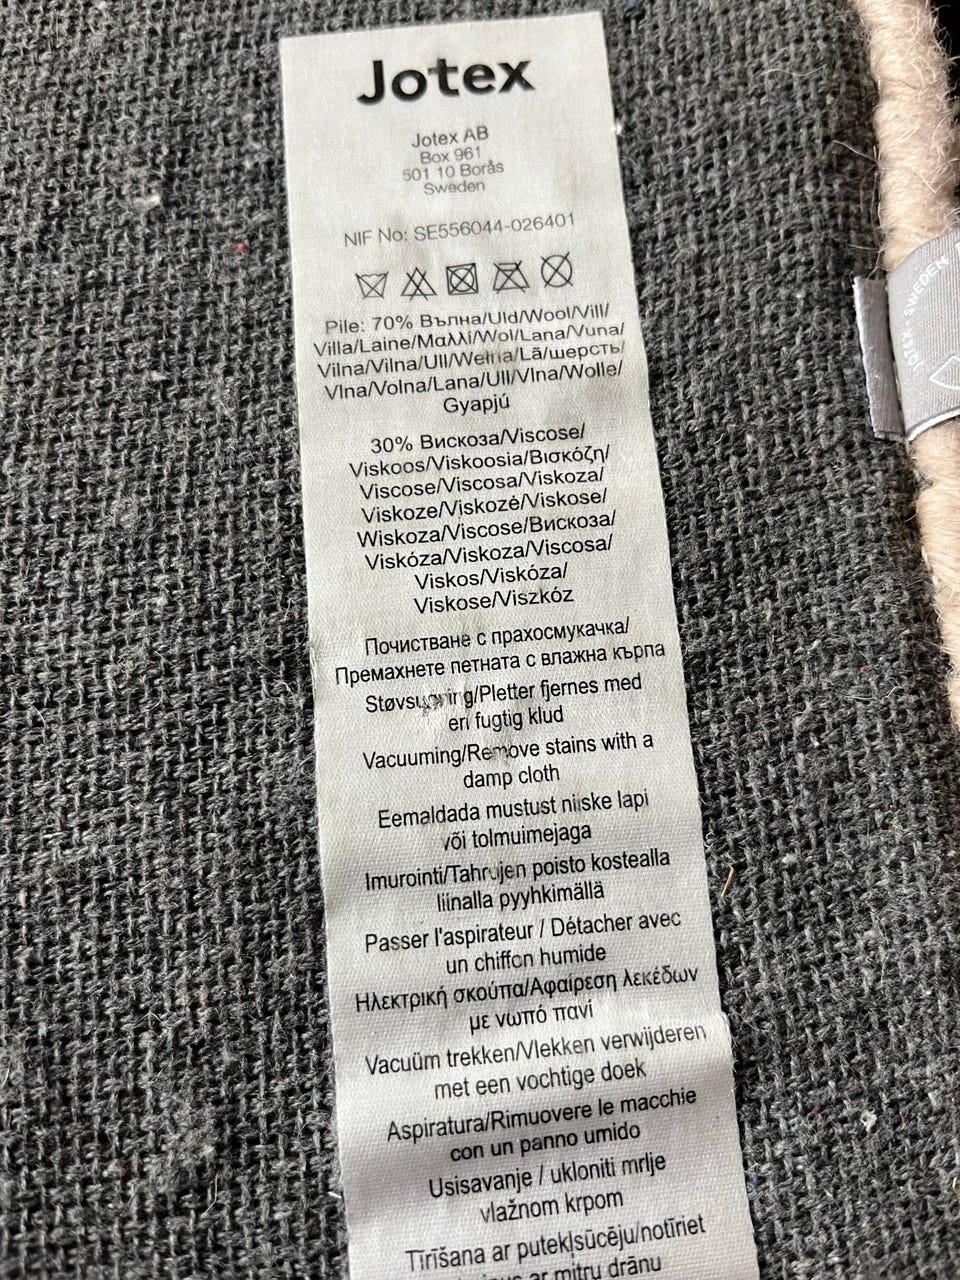 Jotex
Jotex AB
Box 961
501 10 Borås
Sweden
NIF No: SE556044-026401
Pile: 70% Вълна/Uld/Wool/Vill/
Villa/Laine/Μαλλί/Wol/Lana/Vuna/
Vilna/Vilna/Ull/Wełna/Lã/шерсть/
Vlna/Volna/Lana/Ull/Vlna/Wolle/
Gyapjú
30% Вискоза/Viscose/
Viskoos/Viskoosia/Βισκόζη/
Viscose/Viscosa/Viskoza/
Viskoze/Viskozė/Viskose/
Wiskoza/Viscose/Вискоза/
Viskóza/Viskoza/Viscosa/
Viskos/Viskóza/
Viskose/Viszkóz
Почистване с прахосмукачка/
Премахнете петната с влажна кърпа
Støvsugning/Pletter fjernes med
en fugtig klud
Vacuuming/Remove stains with a
damp cloth
Eemaldada mustust niiske lapi
või tolmuimejaga
Imurointi/Tahrojen poisto kostealla
liinalla pyyhkimällä
Passer l'aspirateur / Détacher avec
un chiffon humide
Ηλεκτρική σκούπα/Αφαίρεση λεκέδων
με νωπό πανί
Vacuüm trekken/Vlekken verwijderen
met een vochtige doek
Aspiratura/Rimuovere le macchie
con un panno umido
Usisavanje / ukloniti mrlje
vlažnom krpom
Tīrīšana ar putekļsūcēju/notīriet
ar mitru drānu
JOTEX · SWEDEN